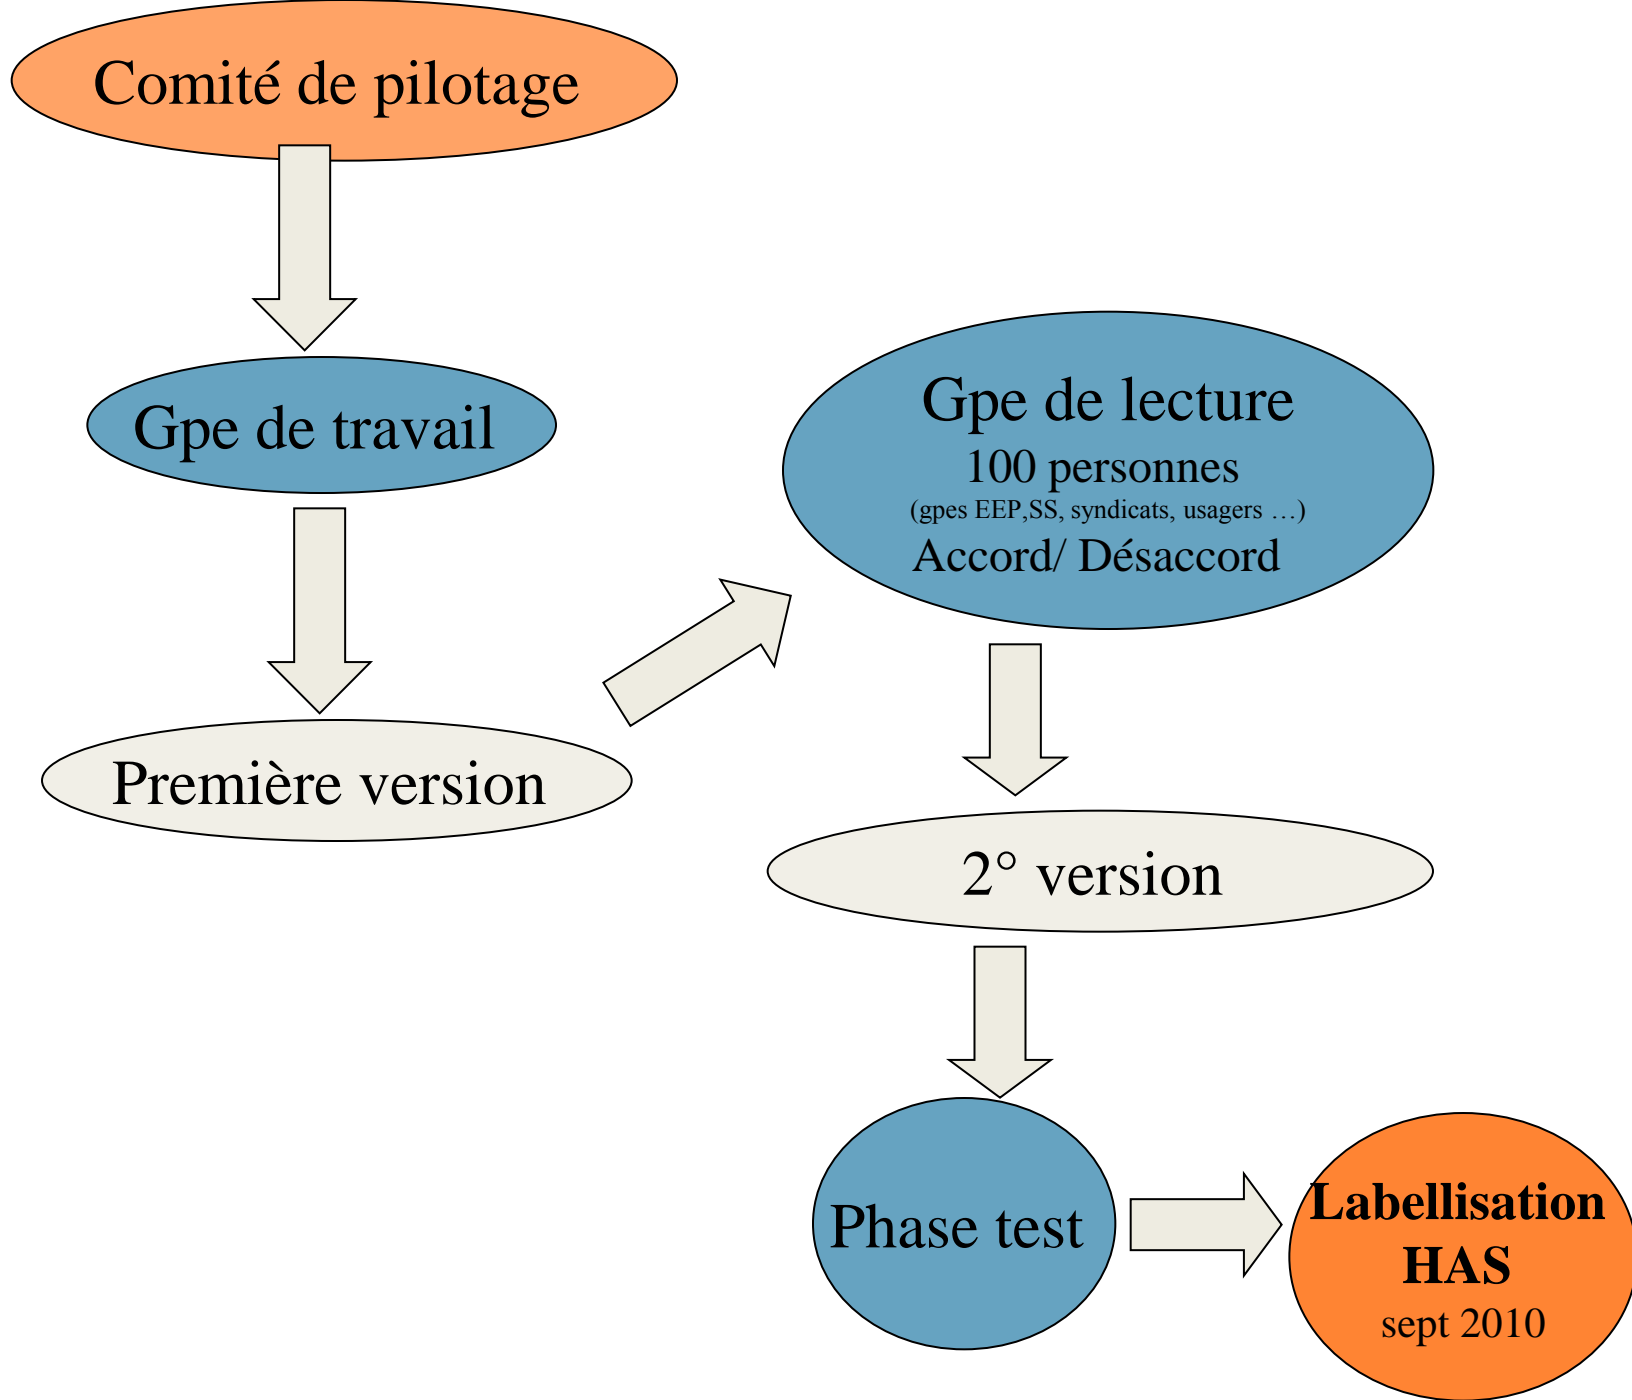 Comité de pilotage
Gpe de travail
Première version
Gpe de lecture
100 personnes
(gpes EEP,SS, syndicats, usagers …)
Accord/ Désaccord
2° version
Phase test
Labellisation
HAS
sept 2010